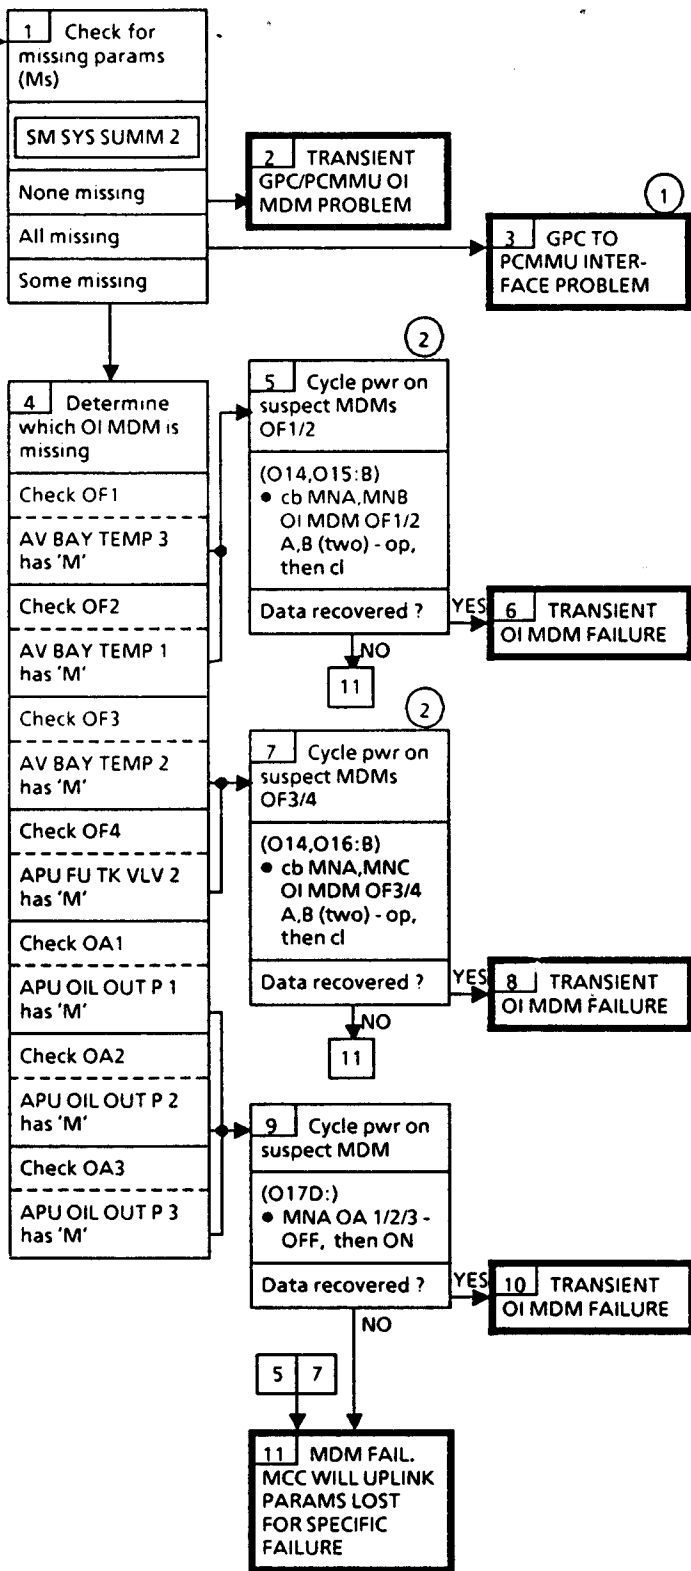 1 Check for
missing params
(Ms)
SM SYS SUMM 2
None missing
All missing
Some missing
2 TRANSIENT
GPC/PCMMU OI
MDM PROBLEM
1
3 GPC TO
PCMMU INTER-
FACE PROBLEM
4 Determine
which OI MDM is
missing
Check OF1
AV BAY TEMP 3
has 'M'
Check OF2
AV BAY TEMP 1
has 'M'
Check OF3
AV BAY TEMP 2
has 'M'
Check OF4
APU FU TK VLV 2
has 'M'
Check OA1
APU OIL OUT P 1
has 'M'
Check OA2
APU OIL OUT P 2
has 'M'
Check OA3
APU OIL OUT P 3
has 'M'
2
5 Cycle pwr on
suspect MDMs
OF1/2
(O14,O15:B)
● cb MNA,MNB
OI MDM OF1/2
A,B (two) - op,
then cl
Data recovered ?
YES
NO
11
6 TRANSIENT
OI MDM FAILURE
2
7 Cycle pwr on
suspect MDMs
OF3/4
(O14,O16:B)
● cb MNA,MNC
OI MDM OF3/4
A,B (two) - op,
then cl
Data recovered ?
YES
NO
11
8 TRANSIENT
OI MDM FAILURE
9 Cycle pwr on
suspect MDM
(O17D:)
● MNA OA 1/2/3 -
OFF, then ON
Data recovered ?
YES
NO
10 TRANSIENT
OI MDM FAILURE
5 7
11 MDM FAIL.
MCC WILL UPLINK
PARAMS LOST
FOR SPECIFIC
FAILURE